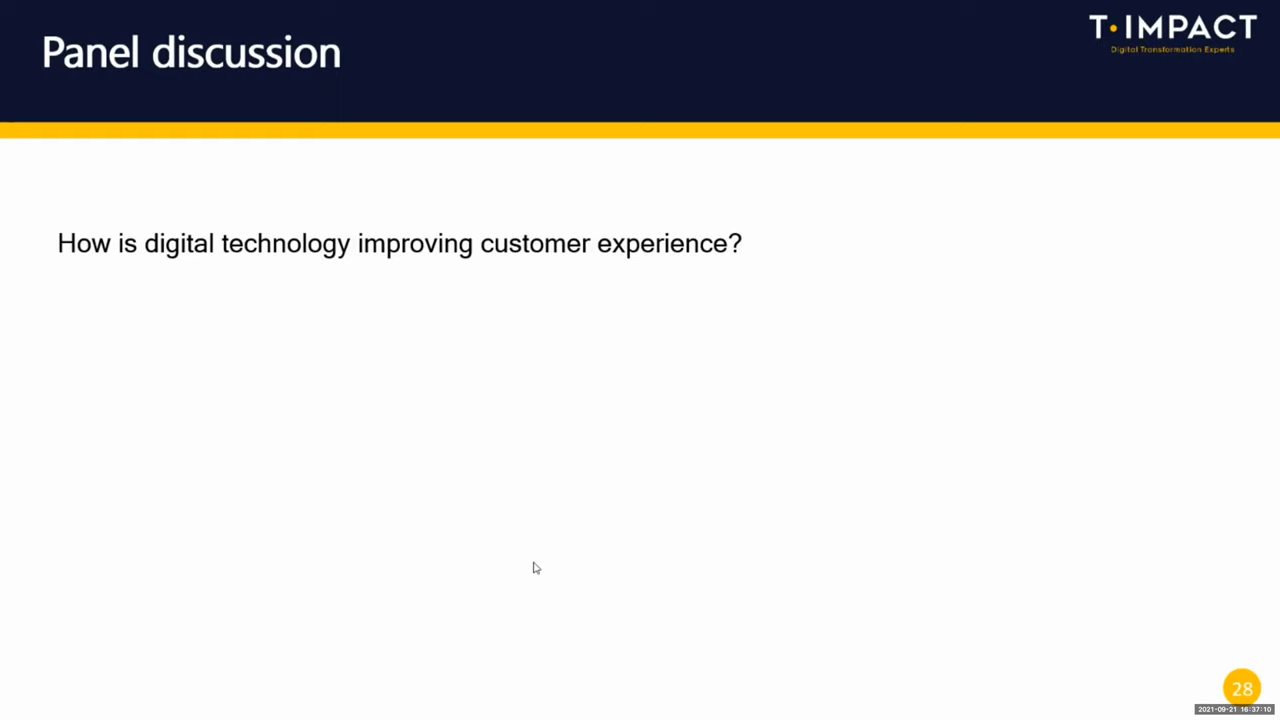 Panel discussion
T·IMPACT
Digital Transformation Experts
How is digital technology improving customer experience?
28
2021-09-21 16:37:10